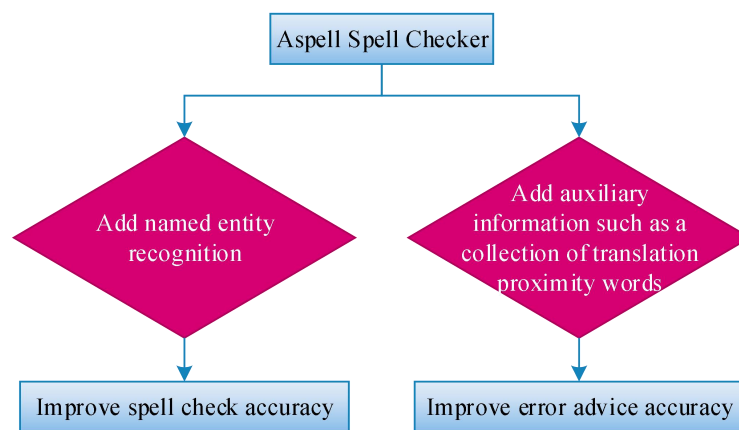 Aspell Spell Checker
Add named entity
recognition
Add auxiliary
information such as a
collection of translation
proximity words
Improve spell check accuracy
Improve error advice accuracy